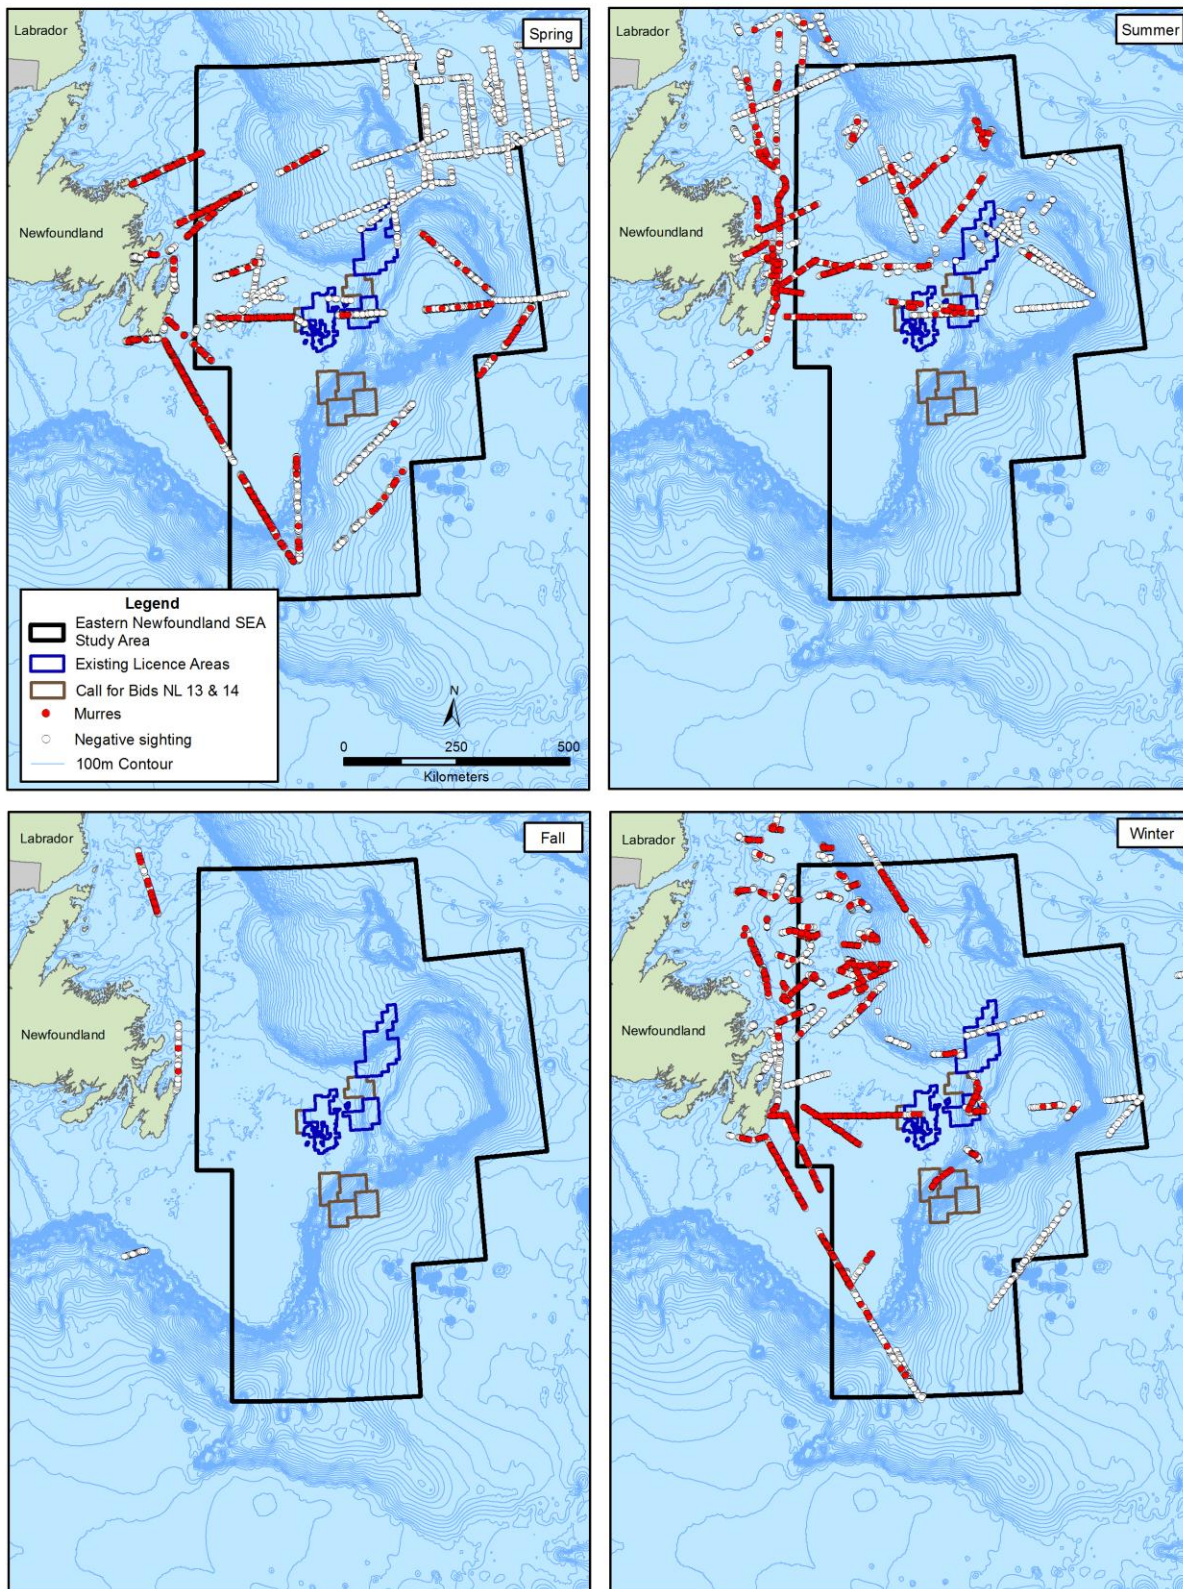 Labrador
Spring
Newfoundland
Legend
Eastern Newfoundland SEA
Study Area
Existing Licence Areas
Call for Bids NL 13 & 14
Murres
Negative sighting
100m Contour
N
0 250 500
Kilometers
Labrador
Summer
Newfoundland
Labrador
Fall
Newfoundland
Labrador
Winter
Newfoundland